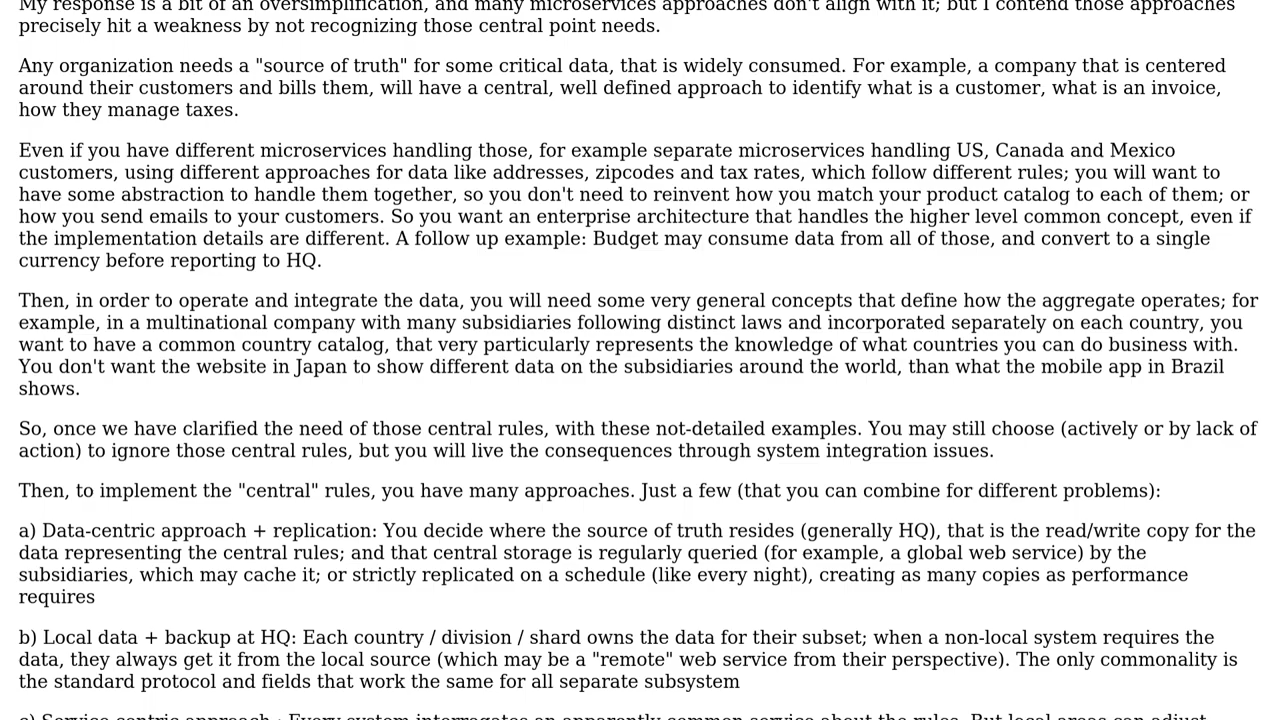 My response is a bit of an oversimplification, and many microservices approaches don't align with it; but I contend those approaches
precisely hit a weakness by not recognizing those central point needs.
Any organization needs a "source of truth" for some critical data, that is widely consumed. For example, a company that is centered
around their customers and bills them, will have a central, well defined approach to identify what is a customer, what is an invoice,
how they manage taxes.
Even if you have different microservices handling those, for example separate microservices handling US, Canada and Mexico
customers, using different approaches for data like addresses, zipcodes and tax rates, which follow different rules; you will want to
have some abstraction to handle them together, so you don't need to reinvent how you match your product catalog to each of them; or
how you send emails to your customers. So you want an enterprise architecture that handles the higher level common concept, even if
the implementation details are different. A follow up example: Budget may consume data from all of those, and convert to a single
currency before reporting to HQ.
Then, in order to operate and integrate the data, you will need some very general concepts that define how the aggregate operates; for
example, in a multinational company with many subsidiaries following distinct laws and incorporated separately on each country, you
want to have a common country catalog, that very particularly represents the knowledge of what countries you can do business with.
You don't want the website in Japan to show different data on the subsidiaries around the world, than what the mobile app in Brazil
shows.
So, once we have clarified the need of those central rules, with these not-detailed examples. You may still choose (actively or by lack of
action) to ignore those central rules, but you will live the consequences through system integration issues.
Then, to implement the "central" rules, you have many approaches. Just a few (that you can combine for different problems):
a) Data-centric approach + replication: You decide where the source of truth resides (generally HQ), that is the read/write copy for the
data representing the central rules; and that central storage is regularly queried (for example, a global web service) by the
subsidiaries, which may cache it; or strictly replicated on a schedule (like every night), creating as many copies as performance
requires
b) Local data + backup at HQ: Each country / division / shard owns the data for their subset; when a non-local system requires the
data, they always get it from the local source (which may be a "remote" web service from their perspective). The only commonality is
the standard protocol and fields that work the same for all separate subsystem
c) Service-centric approach : Every system interrogates an apparently common service about the rules. But local areas can adjust